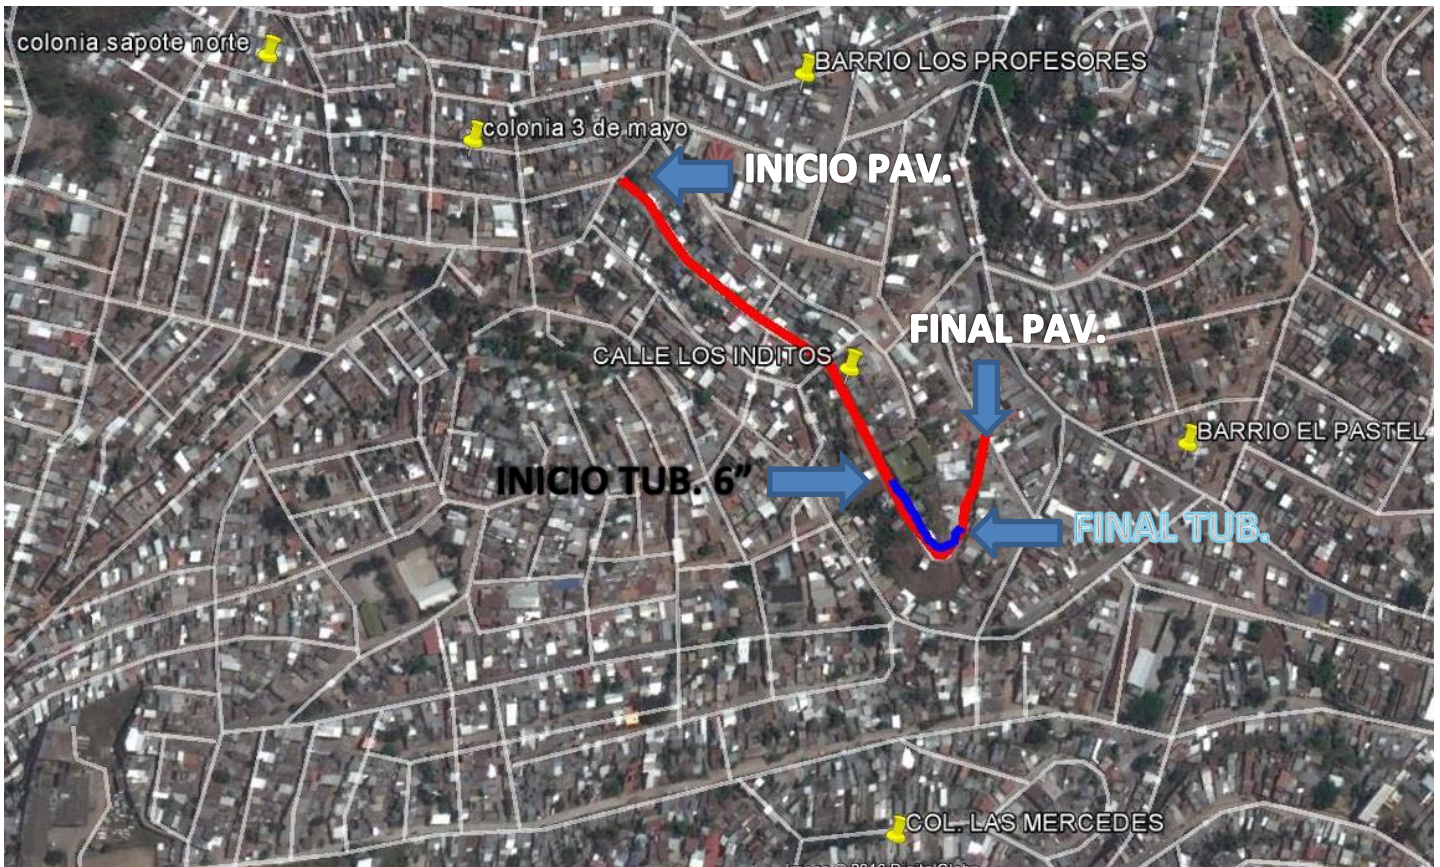 colonia sapote norte
BARRIO LOS PROFESORES
colonia 3 de mayo
INICIO PAV.
FINAL PAV.
CALLE LOS INDITOS
BARRIO EL PASTEL
INICIO TUB. 6”
FINAL TUB.
COL. LAS MERCEDES